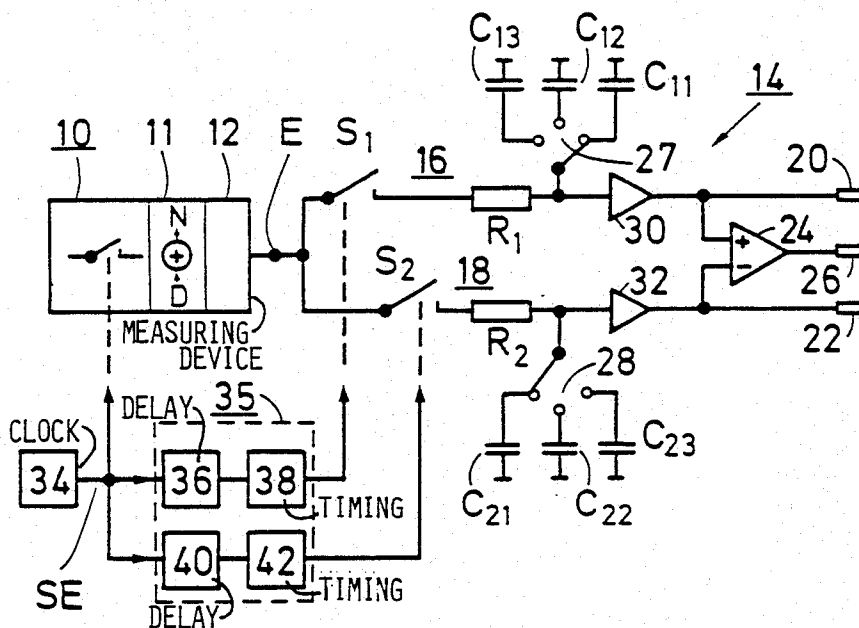 C13 C12 C11 14
10 11 12 E S1 16 27 20
N
D
R1 30 24
+
-
26
S2 18 32
MEASURING
DEVICE
R2 28 22
DELAY 35
CLOCK
34 36 38
TIMING
C21 C22 C23
40 42
SE DELAY TIMING